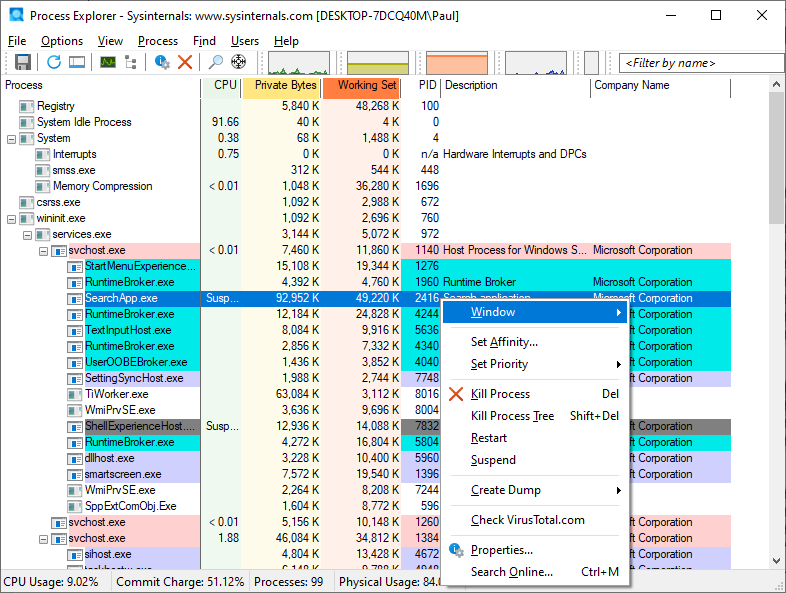 Process Explorer - Sysinternals: www.sysinternals.com [DESKTOP-7DCQ40M\Paul]
File Options View Process Find Users Help
<Filter by name>
Process CPU Private Bytes Working Set PID Description Company Name
Registry 5,840 K 48,268 K 100
System Idle Process 91.66 40 K 4 K 0
System 0.38 68 K 1,488 K 4
Interrupts 0.75 0 K 0 K n/a Hardware Interrupts and DPCs
smss.exe 312 K 544 K 448
Memory Compression < 0.01 1,048 K 36,280 K 1696
csrss.exe 1,092 K 2,988 K 672
wininit.exe 1,092 K 2,696 K 760
services.exe 3,144 K 5,072 K 972
svchost.exe < 0.01 7,460 K 11,860 K 1140 Host Process for Windows S... Microsoft Corporation
StartMenuExperience... 15,108 K 19,344 K 1276
RuntimeBroker.exe 4,392 K 4,760 K 1960 Runtime Broker Microsoft Corporation
SearchApp.exe Susp... 92,952 K 49,220 K 2416 Search application Microsoft Corporation
RuntimeBroker.exe 12,184 K 24,828 K 4244 ft Corporation
Window
TextInputHost.exe 8,084 K 9,916 K 5636 ft Corporation
Set Affinity...
RuntimeBroker.exe 2,856 K 7,332 K 4340 ft Corporation
UserOOBEBroker.exe 1,436 K 3,852 K 4040 ft Corporation
Set Priority
SettingSyncHost.exe 1,988 K 2,744 K 7748 ft Corporation
TiWorker.exe 63,084 K 3,112 K 8016
Kill Process Del
WmiPrvSE.exe 3,636 K 9,696 K 8004
Kill Process Tree Shift+Del
ShellExperienceHost... Susp... 12,936 K 14,088 K 7832 ft Corporation
Restart
RuntimeBroker.exe 4,272 K 16,804 K 5804 ft Corporation
Suspend
dllhost.exe 3,228 K 10,400 K 5960 ft Corporation
smartscreen.exe 7,572 K 19,540 K 1396 ft Corporation
Create Dump
WmiPrvSE.exe 2,264 K 8,208 K 7244
SppExtComObj.Exe 1,604 K 8,772 K 596
Check VirusTotal.com
svchost.exe < 0.01 5,156 K 10,148 K 1260 ft Corporation
svchost.exe 1.88 46,084 K 34,812 K 1384 ft Corporation
Properties...
sihost.exe 4,804 K 13,428 K 4672 ft Corporation
Search Online... Ctrl+M
CPU Usage: 9.02% Commit Charge: 51.12% Processes: 99 Physical Usage: 84.0